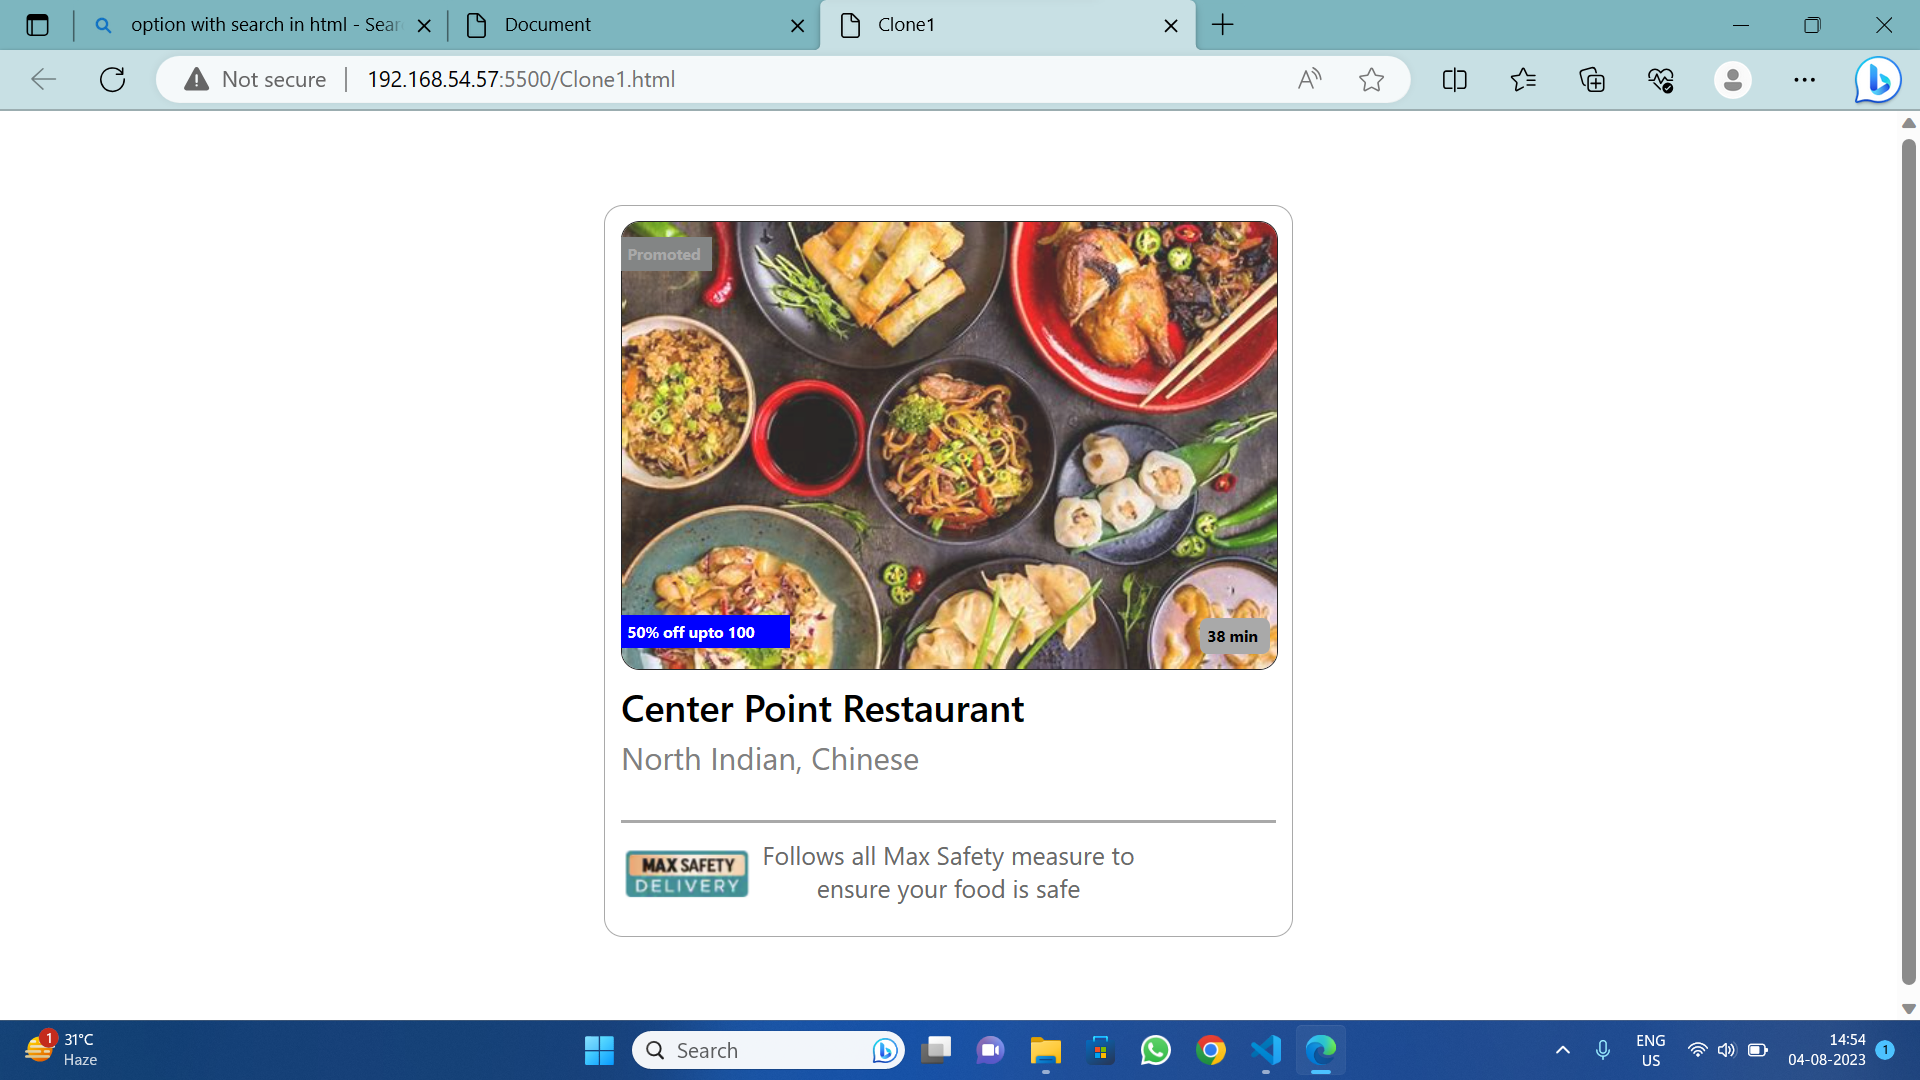 option with search in html - Sear
Document
Clone1
Not secure
192.168.54.57:5500/Clone1.html
Promoted
50% off upto 100
38 min
Center Point Restaurant
North Indian, Chinese
MAX SAFETY
DELIVERY
Follows all Max Safety measure to
ensure your food is safe
1
31°C
Haze
Search
ENG
US
14:54
04-08-2023
1